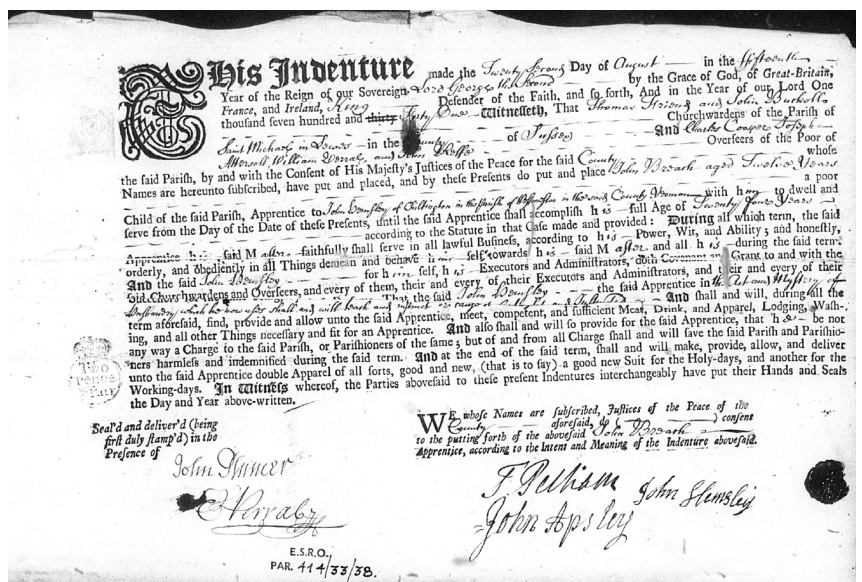 This Indenture made the Twenty Second Day of August in the fifteenth
Year of the Reign of our Sovereign Lord George the Second by the Grace of God, of Great-Britain,
France, and Ireland, King Defender of the Faith, and so forth, And in the Year of our Lord One
thousand seven hundred and thirty Forty One Witnesseth, That Thomas Friend and John
Churchwardens of the Parish of
Saint Michael in Lewes in the County of Sussex And Charles Cooper Joseph
William Verral, and John Overseers of the Poor of
the said Parish, by and with the Consent of His Majesty's Justices of the Peace for the said County whose
Names are hereunto subscribed, have put and placed, and by these Presents do put and place John Breath aged Twelve Years
a poor
Child of the said Parish, Apprentice to John Hemsley of Chiltington in the Parish of in the said County Yeoman with him to dwell and
serve from the Day of the Date of these Presents, until the said Apprentice shall accomplish his full Age of Twenty four Years
according to the Statute in that Case made and provided: During all which term, the said
Apprentice his said Master faithfully shall serve in all lawful Business, according to his Power, Wit, and Ability; and honestly,
orderly, and obediently in all Things demean and behave himself towards his said Master and all his during the said term.
And the said John Hemsley for himself, his Executors and Administrators, doth Covenant and Grant to and with the
said Churchwardens and Overseers, and every of them, their and every of their Executors and Administrators, and their and every of their
That the said John Hemsley the said Apprentice in the Art and Mystery of
Husbandry which he now uses shall and will teach and instruct And shall and will, during all the
term aforesaid, find, provide and allow unto the said Apprentice, meet, competent, and sufficient Meat, Drink, and Apparel, Lodging, Wash-
ing, and all other Things necessary and fit for an Apprentice. And also shall and will so provide for the said Apprentice, that he be not
any way a Charge to the said Parish, or Parishioners of the same; but of and from all Charge shall and will save the said Parish and Parishio-
ners harmless and indemnified during the said term. And at the end of the said term, shall and will make, provide, allow, and deliver
unto the said Apprentice double Apparel of all sorts, good and new, (that is to say) a good new Suit for the Holy-days, and another for the
Working-days. In Witness whereof, the Parties abovesaid to these present Indentures interchangeably have put their Hands and Seals
the Day and Year above-written.
Seal'd and deliver'd (being
first duly stamp'd) in the
Presence of
John
WE, whose Names are subscribed, Justices of the Peace of the
County aforesaid, consent
to the putting forth of the abovesaid John Breath
Apprentice, according to the Intent and Meaning of the Indenture abovesaid.
F Pelham
John Hemsley
John Apsley
E.S.R.O.
PAR. 414/33/38.